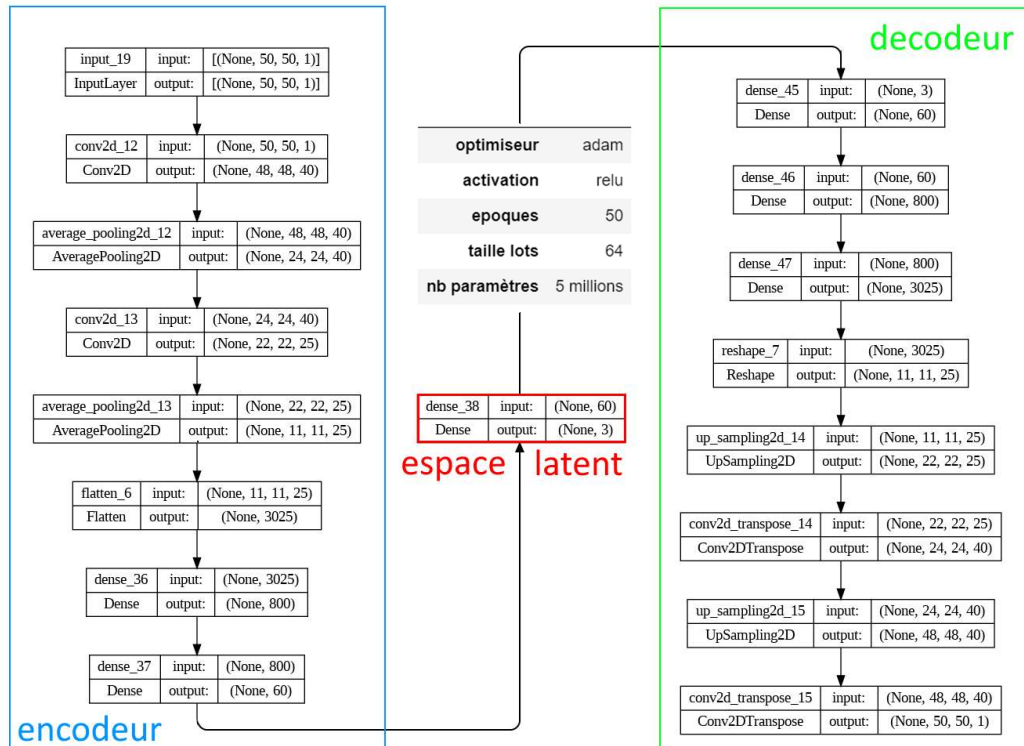 input_19 input: [(None, 50, 50, 1)]
InputLayer output: [(None, 50, 50, 1)]
conv2d_12 input: (None, 50, 50, 1)
Conv2D output: (None, 48, 48, 40)
average_pooling2d_12 input: (None, 48, 48, 40)
AveragePooling2D output: (None, 24, 24, 40)
conv2d_13 input: (None, 24, 24, 40)
Conv2D output: (None, 22, 22, 25)
average_pooling2d_13 input: (None, 22, 22, 25)
AveragePooling2D output: (None, 11, 11, 25)
flatten_6 input: (None, 11, 11, 25)
Flatten output: (None, 3025)
dense_36 input: (None, 3025)
Dense output: (None, 800)
dense_37 input: (None, 800)
Dense output: (None, 60)
encodeur
optimiseur adam
activation relu
epoques 50
taille lots 64
nb paramètres 5 millions
dense_38 input: (None, 60)
Dense output: (None, 3)
espace latent
decodeur
dense_45 input: (None, 3)
Dense output: (None, 60)
dense_46 input: (None, 60)
Dense output: (None, 800)
dense_47 input: (None, 800)
Dense output: (None, 3025)
reshape_7 input: (None, 3025)
Reshape output: (None, 11, 11, 25)
up_sampling2d_14 input: (None, 11, 11, 25)
UpSampling2D output: (None, 22, 22, 25)
conv2d_transpose_14 input: (None, 22, 22, 25)
Conv2DTranspose output: (None, 24, 24, 40)
up_sampling2d_15 input: (None, 24, 24, 40)
UpSampling2D output: (None, 48, 48, 40)
conv2d_transpose_15 input: (None, 48, 48, 40)
Conv2DTranspose output: (None, 50, 50, 1)